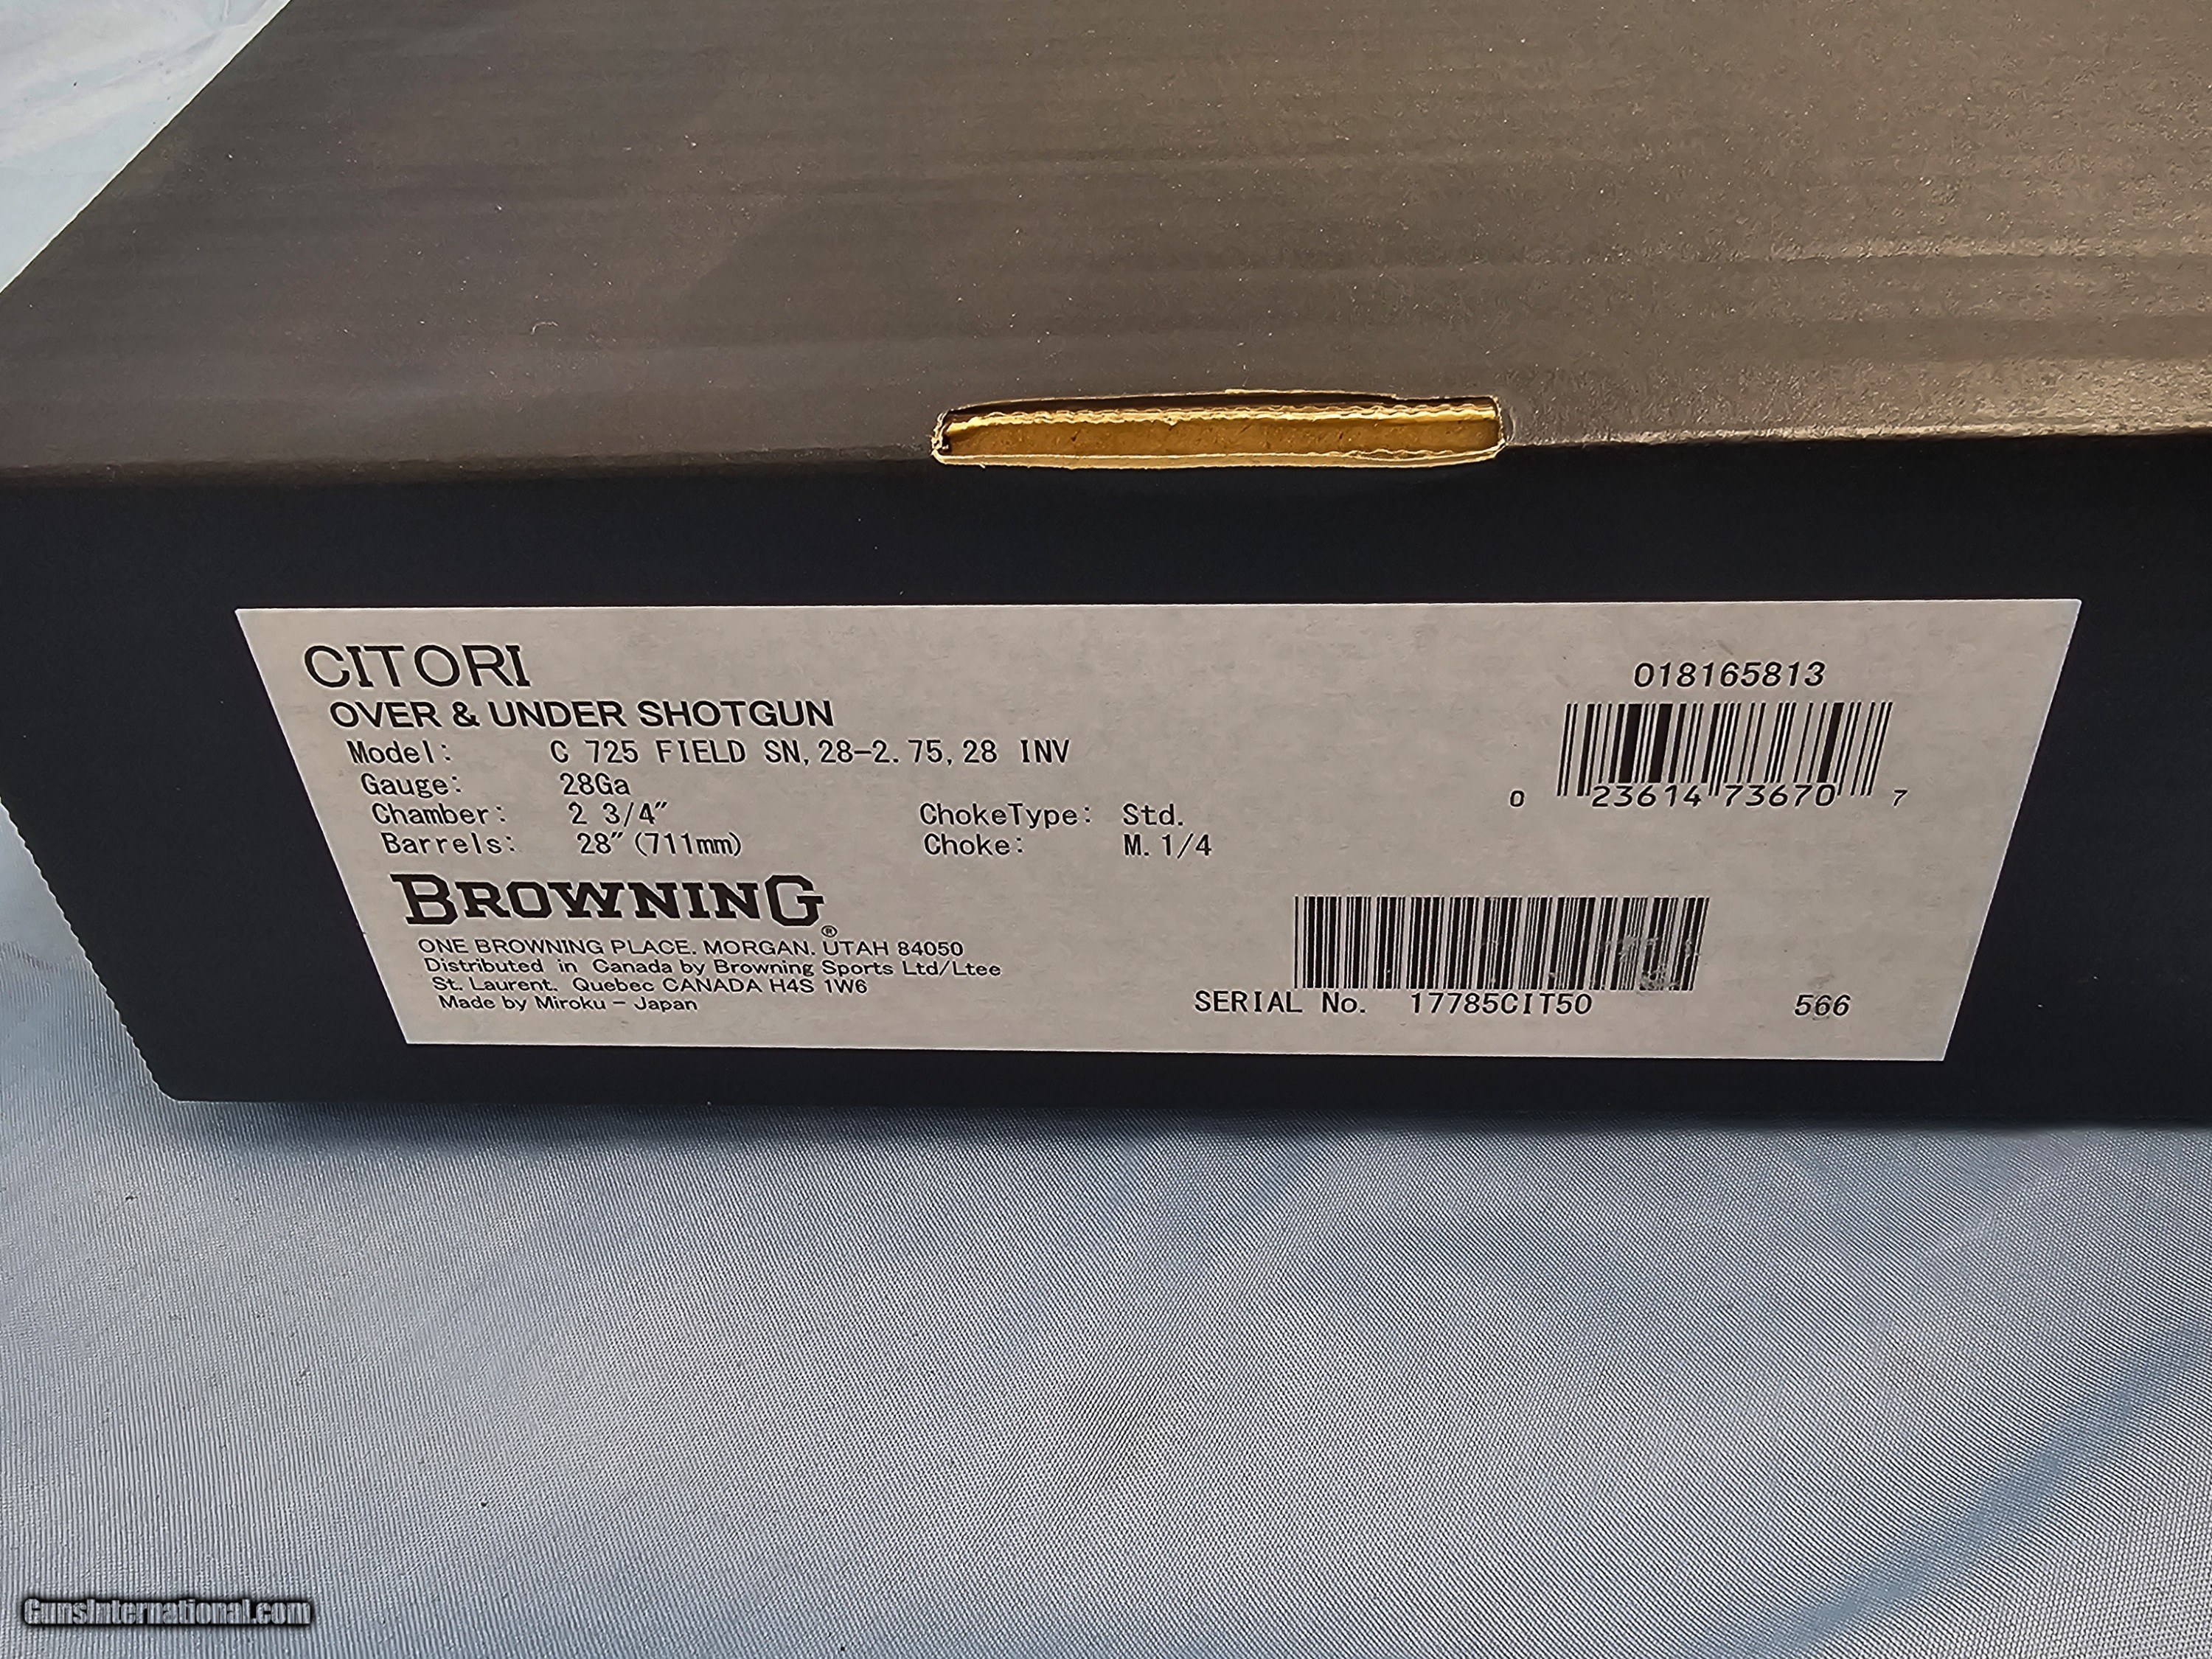 CITORI
OVER & UNDER SHOTGUN
Model: C 725 FIELD SN,28-2.75,28 INV
Gauge: 28Ga
Chamber: 2 3/4"
Barrels: 28"(711mm)
ChokeType: Std.
Choke: M.1/4
BROWNING®
ONE BROWNING PLACE. MORGAN. UTAH 84050
Distributed in Canada by Browning Sports Ltd/Ltee
St. Laurent. Quebec CANADA H4S 1W6
Made by Miroku - Japan
018165813
0 23614 73670 7
SERIAL No. 17785CIT50
566
GunsInternational.com